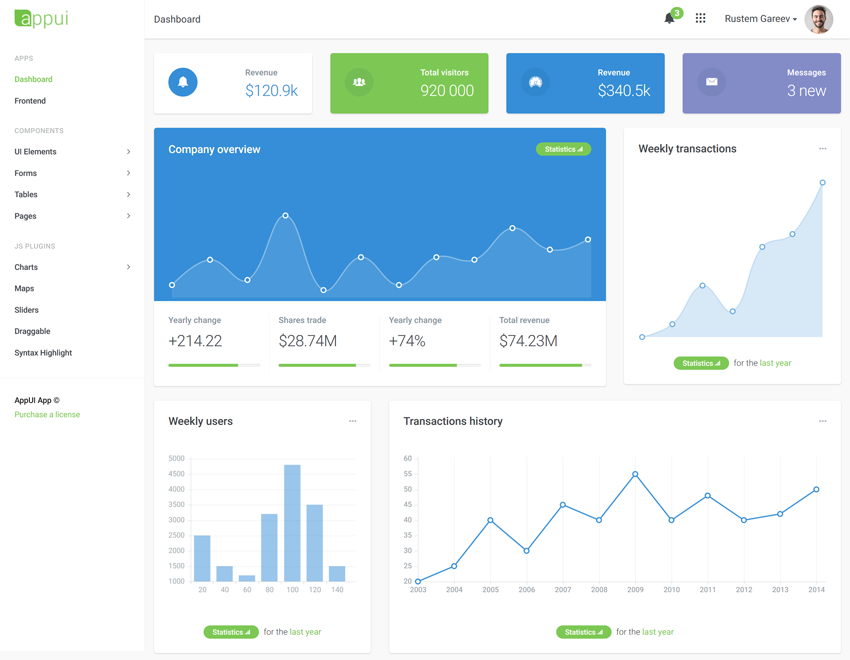 appui
Dashboard
3
Rustem Gareev
APPS
Dashboard
Frontend
COMPONENTS
UI Elements
Forms
Tables
Pages
JS PLUGINS
Charts
Maps
Sliders
Draggable
Syntax Highlight
AppUI App ©
Purchase a license
Revenue
$120.9k
Total visitors
920 000
Revenue
$340.5k
Messages
3 new
Company overview
Statistics
Yearly change
+214.22
Shares trade
$28.74M
Yearly change
+74%
Total revenue
$74.23M
Weekly transactions
Statistics for the last year
Weekly users
5000
4500
4000
3500
3000
2500
2000
1500
1000
20 40 60 80 100 120 140
Statistics for the last year
Transactions history
60
55
50
45
40
35
30
25
20
2003 2004 2005 2006 2007 2008 2009 2010 2011 2012 2013 2014
Statistics for the last year